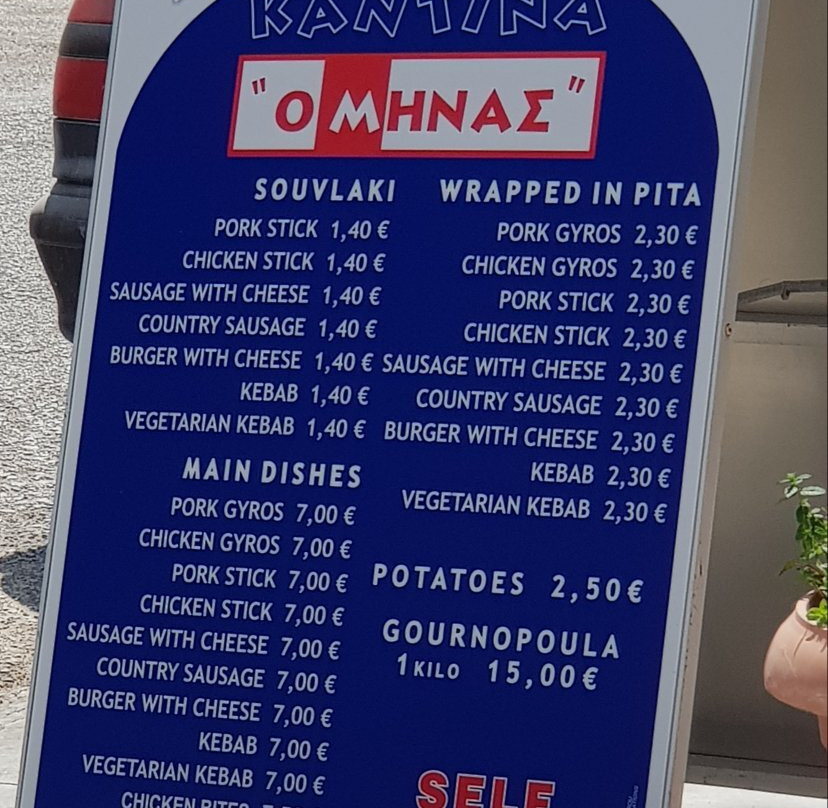 ΚΑΝΤΙΝΑ
"Ο ΜΗΝΑΣ"
SOUVLAKI
PORK STICK 1,40 €
CHICKEN STICK 1,40 €
SAUSAGE WITH CHEESE 1,40 €
COUNTRY SAUSAGE 1,40 €
BURGER WITH CHEESE 1,40 €
KEBAB 1,40 €
VEGETARIAN KEBAB 1,40 €
MAIN DISHES
PORK GYROS 7,00 €
CHICKEN GYROS 7,00 €
PORK STICK 7,00 €
CHICKEN STICK 7,00 €
SAUSAGE WITH CHEESE 7,00 €
COUNTRY SAUSAGE 7,00 €
BURGER WITH CHEESE 7,00 €
KEBAB 7,00 €
VEGETARIAN KEBAB 7,00 €
CHICKEN BITES
WRAPPED IN PITA
PORK GYROS 2,30 €
CHICKEN GYROS 2,30 €
PORK STICK 2,30 €
CHICKEN STICK 2,30 €
SAUSAGE WITH CHEESE 2,30 €
COUNTRY SAUSAGE 2,30 €
BURGER WITH CHEESE 2,30 €
KEBAB 2,30 €
VEGETARIAN KEBAB 2,30 €
POTATOES 2,50€
GOURNOPOULA
1 KILO 15,00€
SELF